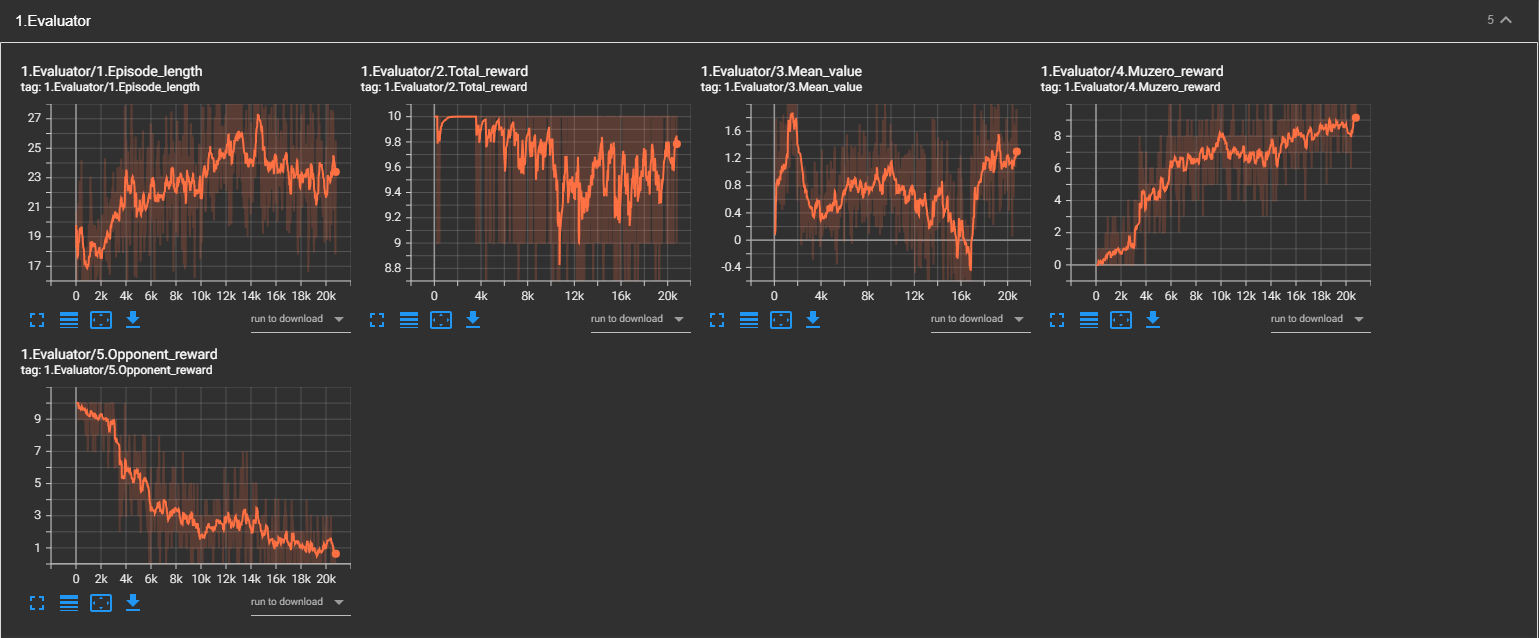 1.Evaluator
5
1.Evaluator/1.Episode_length
tag: 1.Evaluator/1.Episode_length
27
25
23
21
19
17
0 2k 4k 6k 8k 10k 12k 14k 16k 18k 20k
run to download
1.Evaluator/2.Total_reward
tag: 1.Evaluator/2.Total_reward
10
9.8
9.6
9.4
9.2
9
8.8
0 4k 8k 12k 16k 20k
run to download
1.Evaluator/3.Mean_value
tag: 1.Evaluator/3.Mean_value
1.6
1.2
0.8
0.4
0
-0.4
0 4k 8k 12k 16k 20k
run to download
1.Evaluator/4.Muzero_reward
tag: 1.Evaluator/4.Muzero_reward
8
6
4
2
0
0 2k 4k 6k 8k 10k 12k 14k 16k 18k 20k
run to download
1.Evaluator/5.Opponent_reward
tag: 1.Evaluator/5.Opponent_reward
9
7
5
3
1
0 2k 4k 6k 8k 10k 12k 14k 16k 18k 20k
run to download